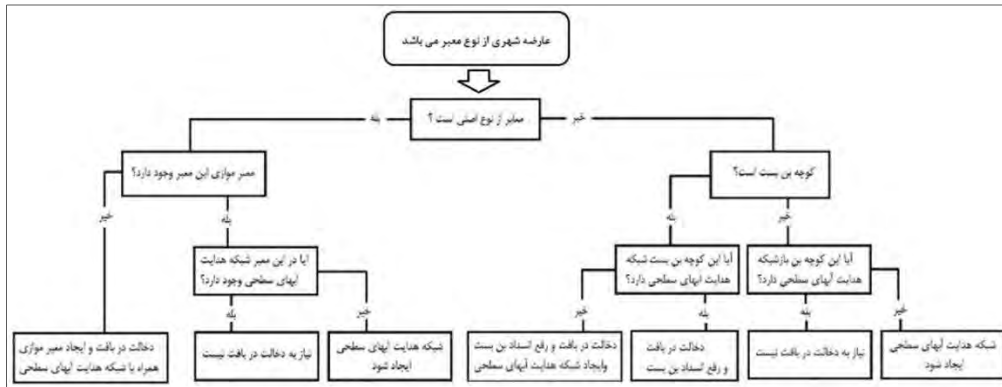 عارضه شهری از نوع معبر می باشد
معابر از نوع اصلی است ؟
بله
خیر
معبر موازی این معبر وجود دارد؟
کوچه بن بست است؟
خیر
بله
بله
خیر
ایا در این معبر شبکه هدایت
ابهای سطحی وجود دارد؟
آیا این کوچه بن بست شبکه
هدایت ابهای سطحی دارد؟
آیا این کوچه بن بازشبکه
هدایت آبهای سطحی دارد؟
بله
خیر
خیر
بله
بله
خیر
دخالت در بافت و ایجاد معبر موازی
همراه با شبکه هدایت آبهای سطحی
نیاز به دخالت در بافت نیست
شبکه هدایت آبهای سطحی
ایجاد شود
دخالت در بافت و رفع انسداد بن بست
وایجاد شبکه هدایت آبهای سطحی
دخالت در بافت
و رفع انسداد بن بست
نیاز به دخالت در بافت نیست
شبکه هدایت آبهای سطحی
ایجاد شود